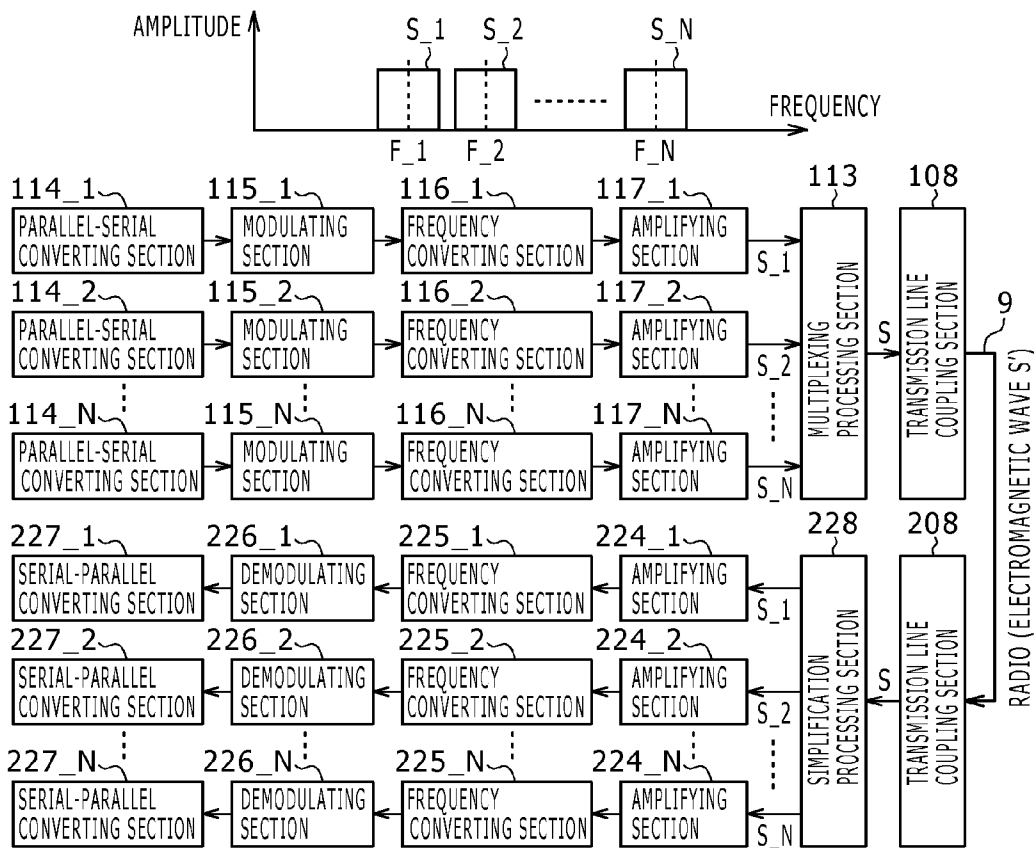 AMPLITUDE
S_1
S_2
S_N
FREQUENCY
F_1
F_2
F_N
114_1
115_1
116_1
117_1
113
108
PARALLEL-SERIAL
CONVERTING SECTION
MODULATING
SECTION
FREQUENCY
CONVERTING SECTION
AMPLIFYING
SECTION
S_1
114_2
115_2
116_2
117_2
PARALLEL-SERIAL
CONVERTING SECTION
MODULATING
SECTION
FREQUENCY
CONVERTING SECTION
AMPLIFYING
SECTION
S_2
MULTIPLEXING
PROCESSING SECTION
S
TRANSMISSION LINE
COUPLING SECTION
9
114_N
115_N
116_N
117_N
PARALLEL-SERIAL
CONVERTING SECTION
MODULATING
SECTION
FREQUENCY
CONVERTING SECTION
AMPLIFYING
SECTION
S_N
RADIO (ELECTROMAGNETIC WAVE S')
227_1
226_1
225_1
224_1
228
208
SERIAL-PARALLEL
CONVERTING SECTION
DEMODULATING
SECTION
FREQUENCY
CONVERTING SECTION
AMPLIFYING
SECTION
S_1
227_2
226_2
225_2
224_2
SERIAL-PARALLEL
CONVERTING SECTION
DEMODULATING
SECTION
FREQUENCY
CONVERTING SECTION
AMPLIFYING
SECTION
S_2
SIMPLIFICATION
PROCESSING SECTION
S
TRANSMISSION LINE
COUPLING SECTION
227_N
226_N
225_N
224_N
SERIAL-PARALLEL
CONVERTING SECTION
DEMODULATING
SECTION
FREQUENCY
CONVERTING SECTION
AMPLIFYING
SECTION
S_N